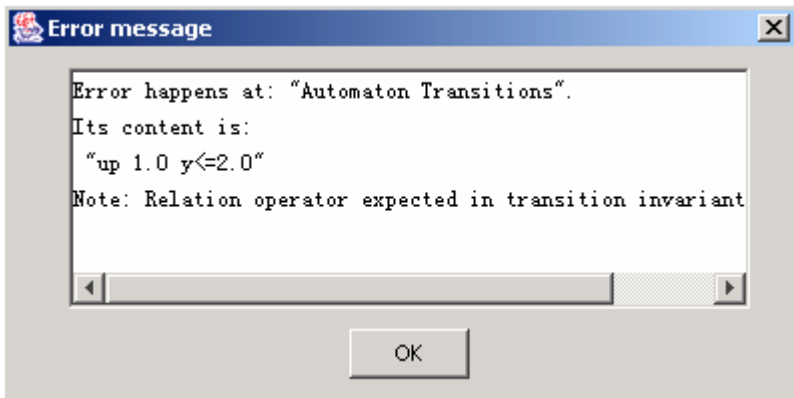 Error message
Error happens at: "Automaton Transitions".
Its content is:
"up 1.0 y<=2.0"
Note: Relation operator expected in transition invariant
OK